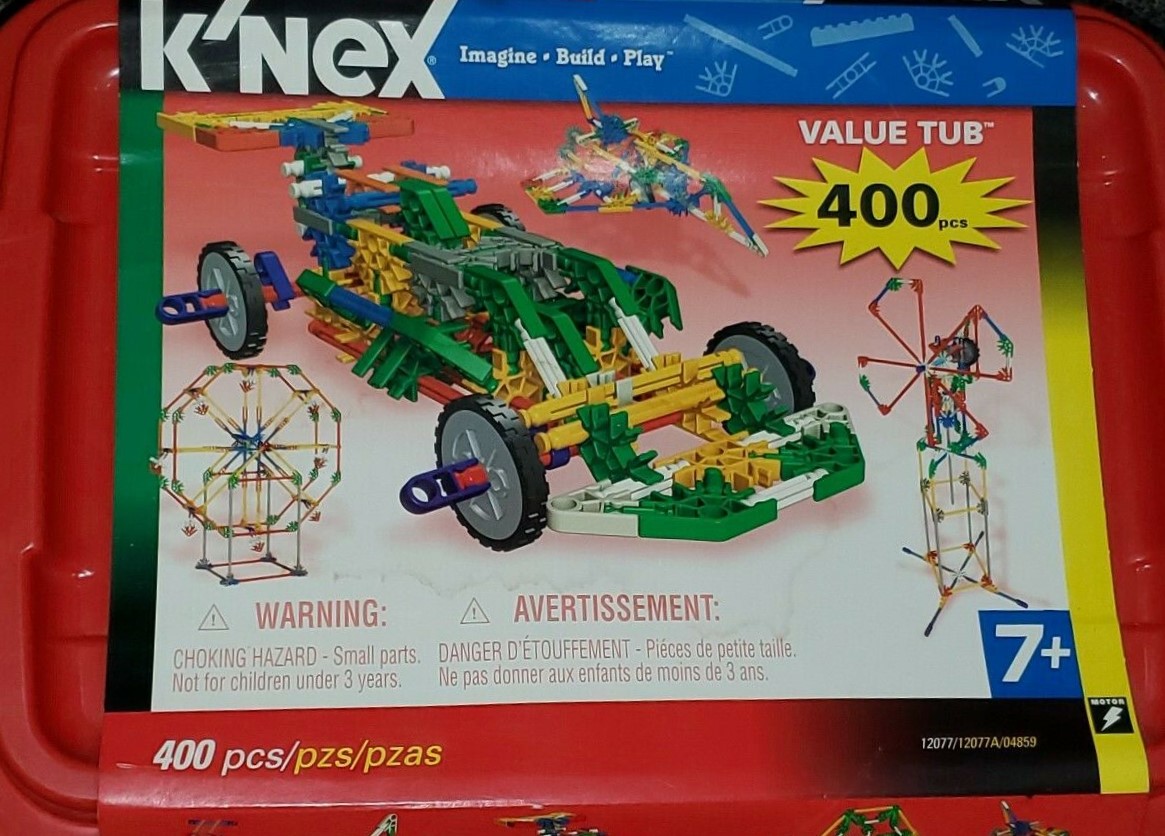 K'NEX®
Imagine • Build • Play™
VALUE TUB™
400 pcs
WARNING:
CHOKING HAZARD - Small parts.
Not for children under 3 years.
AVERTISSEMENT:
DANGER D'ÉTOUFFEMENT - Piéces de petite taille.
Ne pas donner aux enfants de moins de 3 ans.
7+
MOTOR
400 pcs/pzs/pzas
12077/12077A/04859